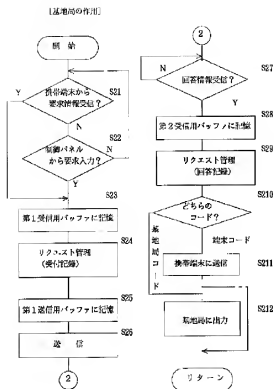 [基地局の作用]
開始
S21
携帯端末から
要求情報受信?
Y
N
S22
制御パネル
から要求入力?
N
Y
S23
第1受信用バッファに記憶
S24
リクエスト管理
(受付記録)
S25
第1送信用バッファに記憶
S26
送信
2
2
S27
N
回答情報受信?
Y
S28
第2受信用バッファに記憶
S29
リクエスト管理
(回答記録)
S210
どちらの
コード?
基地局コード
端末コード
S211
携帯端末に送信
S212
基地局に出力
リターン